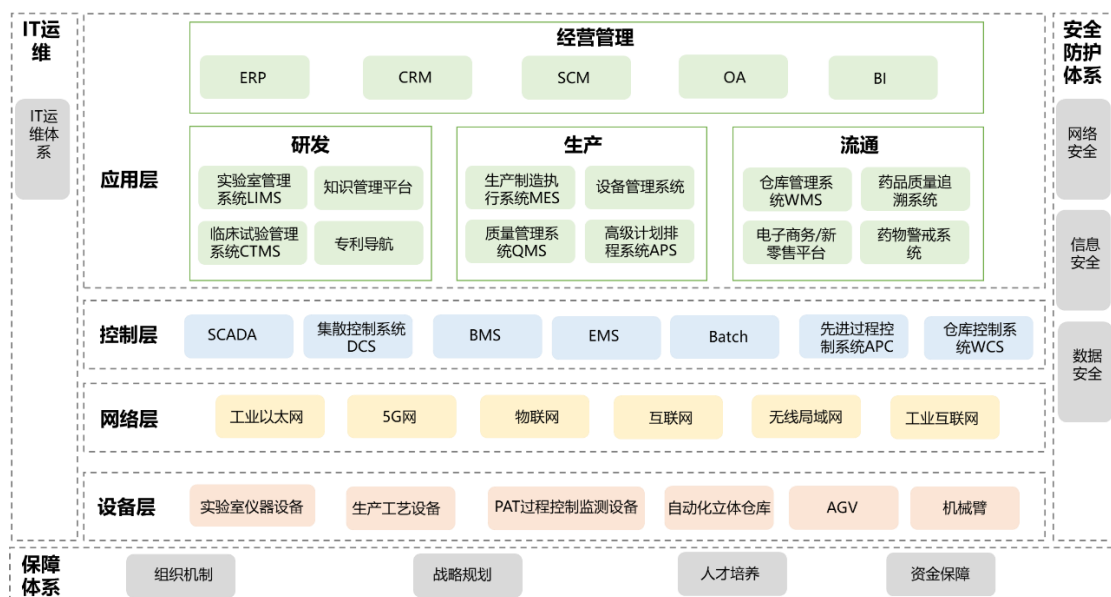 IT运
维
IT运
维体
系
经营管理
ERP
CRM
SCM
OA
BI
应用层
研发
实验室管理
系统LIMS
知识管理平台
临床试验管理
系统CTMS
专利导航
生产
生产制造执
行系统MES
设备管理系统
质量管理系
统QMS
高级计划排
程系统APS
流通
仓库管理系
统WMS
药品质量追
溯系统
电子商务/新
零售平台
药物警戒系
统
控制层
SCADA
集散控制系统
DCS
BMS
EMS
Batch
先进过程控
制系统APC
仓库控制系
统WCS
网络层
工业以太网
5G网
物联网
互联网
无线局域网
工业互联网
设备层
实验室仪器设备
生产工艺设备
PAT过程控制监测设备
自动化立体仓库
AGV
机械臂
安全
防护
体系
网络
安全
信息
安全
数据
安全
保障
体系
组织机制
战略规划
人才培养
资金保障